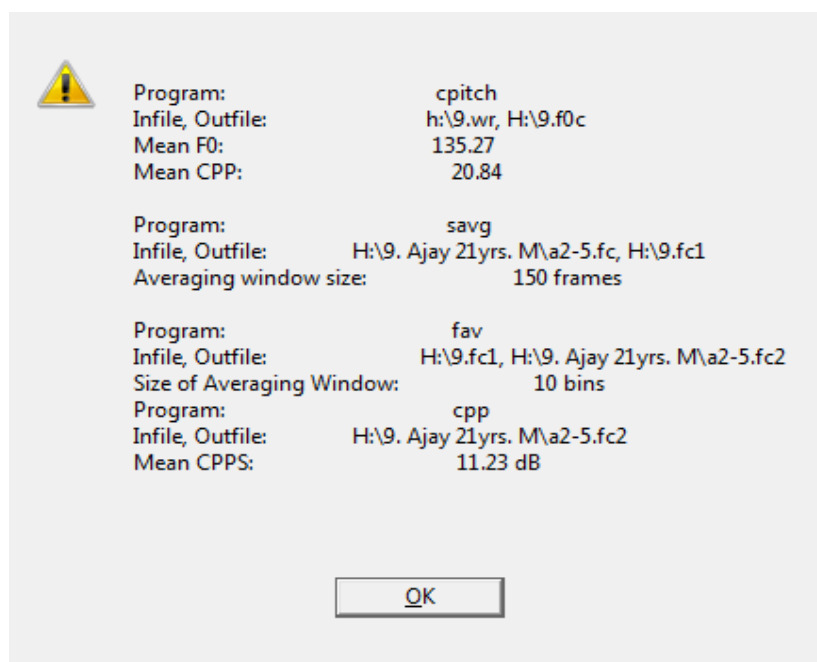 Program: cpitch
Infile, Outfile: h:\9.wr, H:\9.f0c
Mean F0: 135.27
Mean CPP: 20.84
Program: savg
Infile, Outfile: H:\9. Ajay 21yrs. M\a2-5.fc, H:\9.fc1
Averaging window size: 150 frames
Program: fav
Infile, Outfile: H:\9.fc1, H:\9. Ajay 21yrs. M\a2-5.fc2
Size of Averaging Window: 10 bins
Program: cpp
Infile, Outfile: H:\9. Ajay 21yrs. M\a2-5.fc2
Mean CPPS: 11.23 dB
OK